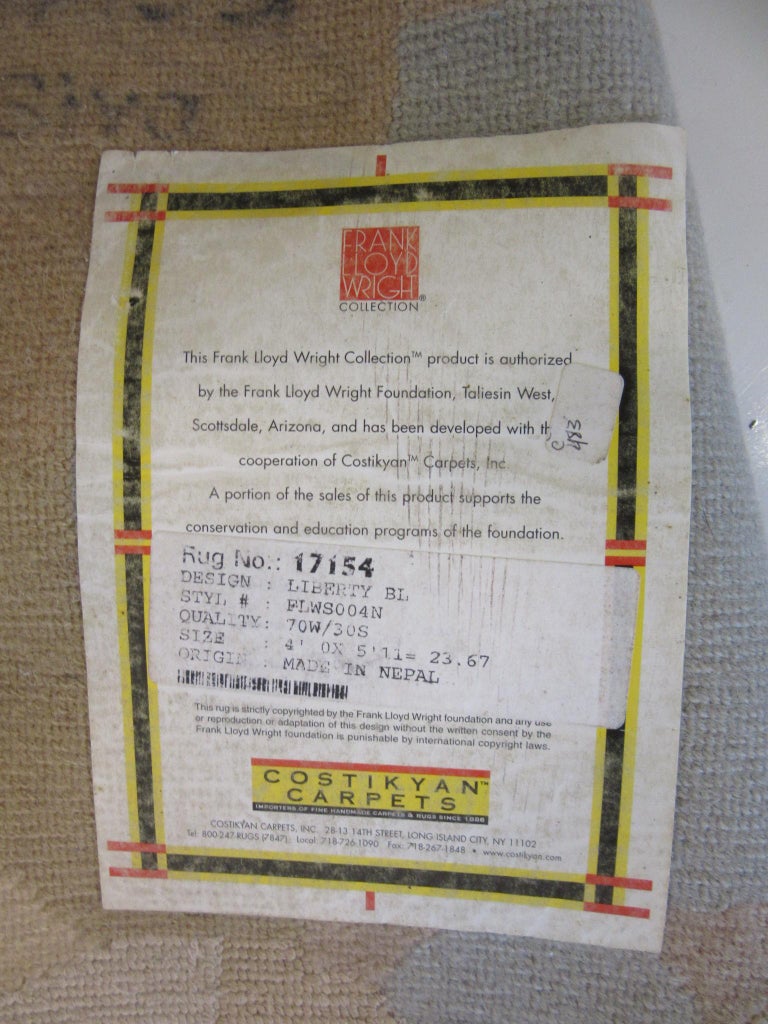 FRANK
LLOYD
WRIGHT
COLLECTION®
This Frank Lloyd Wright Collection™ product is authorized
by the Frank Lloyd Wright Foundation, Taliesin West,
Scottsdale, Arizona, and has been developed with th
C
483
cooperation of Costikyan™ Carpets, Inc.
A portion of the sales of this product supports the
conservation and education programs of the foundation.
Rug No.: 17154
DESIGN : LIBERTY BL
STYL # : FLWS004N
QUALITY: 70W/30S
SIZE : 4' 0X 5'11= 23.67
ORIGIN : MADE IN NEPAL
This rug is strictly copyrighted by the Frank Lloyd Wright foundation and any use
or reproduction or adaptation of this design without the written consent by the
Frank Lloyd Wright foundation is punishable by international copyright laws.
COSTIKYAN™
CARPETS
IMPORTERS OF FINE HANDMADE CARPETS & RUGS SINCE 1886
COSTIKYAN CARPETS, INC. 28-13 14TH STREET, LONG ISLAND CITY, NY 11102
Tel: 800-247-RUGS (7847) Local: 718-726-1090 Fax: 718-267-1848 • www.costikyan.com